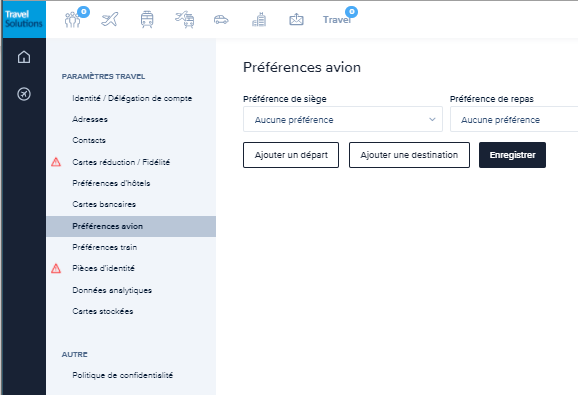 Travel
Solutions
0
0
Travel
PARAMÈTRES TRAVEL
Identité / Délégation de compte
Adresses
Contacts
Cartes réduction / Fidélité
Préférences d'hôtels
Cartes bancaires
Préférences avion
Préférences train
Pièces d'identité
Données analytiques
Cartes stockées
AUTRE
Politique de confidentialité
Préférences avion
Préférence de siège
Préférence de repas
Aucune préférence
Aucune préférence
Ajouter un départ
Ajouter une destination
Enregistrer